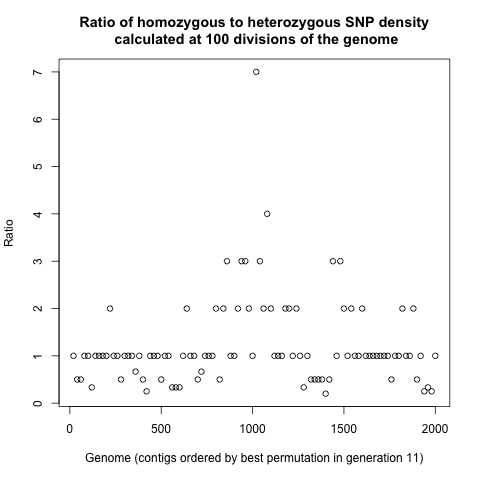 Ratio of homozygous to heterozygous SNP density
calculated at 100 divisions of the genome
7
6
5
4
3
2
1
0
Ratio
0 500 1000 1500 2000
Genome (contigs ordered by best permutation in generation 11)